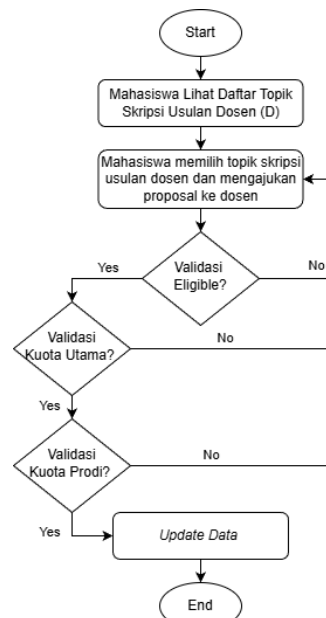 Start
Mahasiswa Lihat Daftar Topik
Skripsi Usulan Dosen (D)
Mahasiswa memilih topik skripsi
usulan dosen dan mengajukan
proposal ke dosen
Validasi
Eligible?
Yes
No
Validasi
Kuota Utama?
No
Yes
Validasi
Kuota Prodi?
No
Yes
Update Data
End